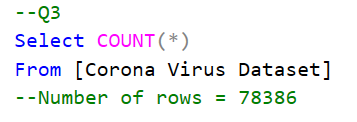 --Q3
Select COUNT(*)
From [Corona Virus Dataset]
--Number of rows = 78386